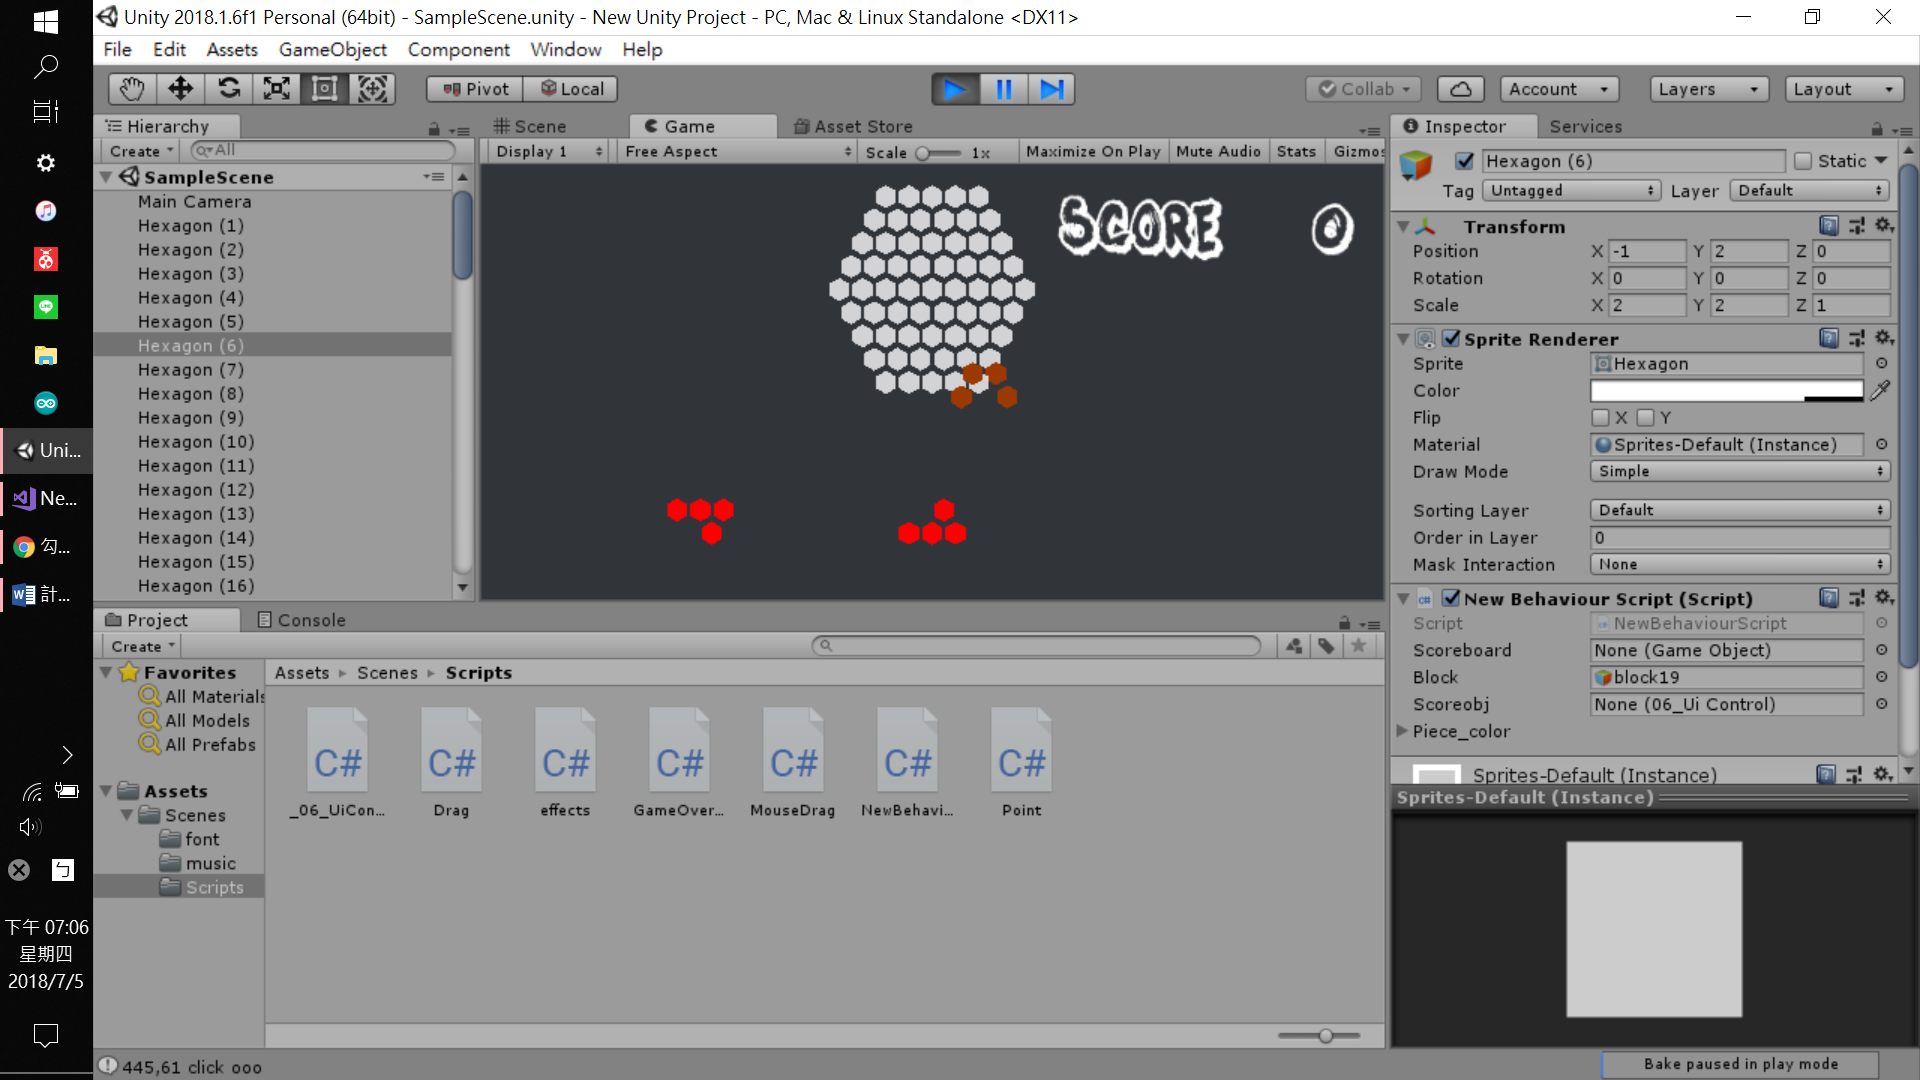 Unity 2018.1.6f1 Personal (64bit) - SampleScene.unity - New Unity Project - PC, Mac & Linux Standalone <DX11>
File Edit Assets GameObject Component Window Help
Pivot Local Collab Account Layers Layout
Hierarchy
Create All
SampleScene
Main Camera
Hexagon (1)
Hexagon (2)
Hexagon (3)
Hexagon (4)
Hexagon (5)
Hexagon (6)
Hexagon (7)
Hexagon (8)
Hexagon (9)
Hexagon (10)
Hexagon (11)
Hexagon (12)
Hexagon (13)
Hexagon (14)
Hexagon (15)
Hexagon (16)
Scene Game Asset Store
Display 1 Free Aspect Scale 1x Maximize On Play Mute Audio Stats Gizmos
SCORE 0
Inspector Services
Hexagon (6) Static
Tag Untagged Layer Default
Transform
Position X -1 Y 2 Z 0
Rotation X 0 Y 0 Z 0
Scale X 2 Y 2 Z 1
Sprite Renderer
Sprite Hexagon
Color
Flip X Y
Material Sprites-Default (Instance)
Draw Mode Simple
Sorting Layer Default
Order in Layer 0
Mask Interaction None
C# New Behaviour Script (Script)
Script NewBehaviourScript
Scoreboard None (Game Object)
Block block19
Scoreobj None (06_Ui Control)
Piece_color
Sprites-Default (Instance)
Sprites-Default (Instance)
Project Console
Create
Favorites
All Materials
All Models
All Prefabs
Assets
Scenes
font
music
Scripts
Assets Scenes Scripts
C# C# C# C# C# C# C#
_06_UiCon... Drag effects GameOver... MouseDrag NewBehavi... Point
445,61 click ooo
Bake paused in play mode
Uni...
Ne...
勾...
計...
ㄅ
下午 07:06
星期四
2018/7/5